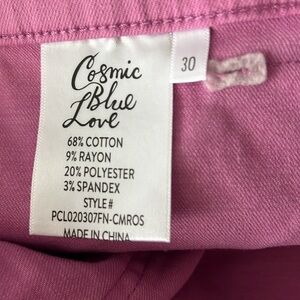 Cosmic
Blue
Love
30
68% COTTON
9% RAYON
20% POLYESTER
3% SPANDEX
STYLE#
PCL020307FN-CMROS
MADE IN CHINA